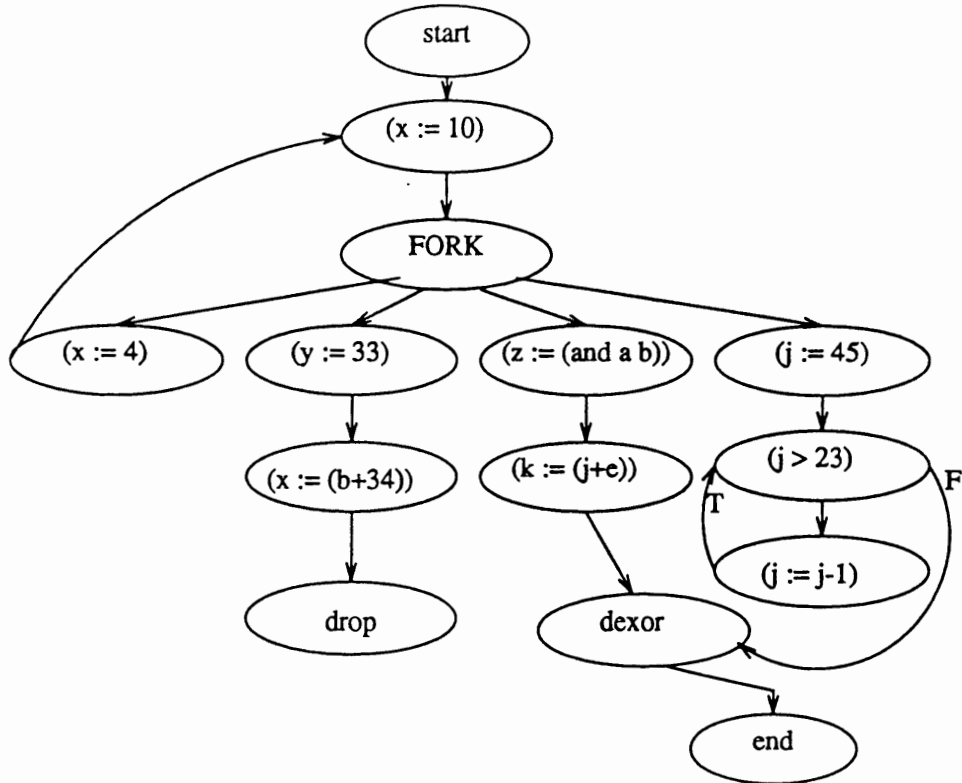 start
(x := 10)
FORK
(x := 4)
(y := 33)
(z := (and a b))
(j := 45)
(x := (b+34))
(k := (j+e))
(j > 23)
F
T
(j := j-1)
drop
dexor
end